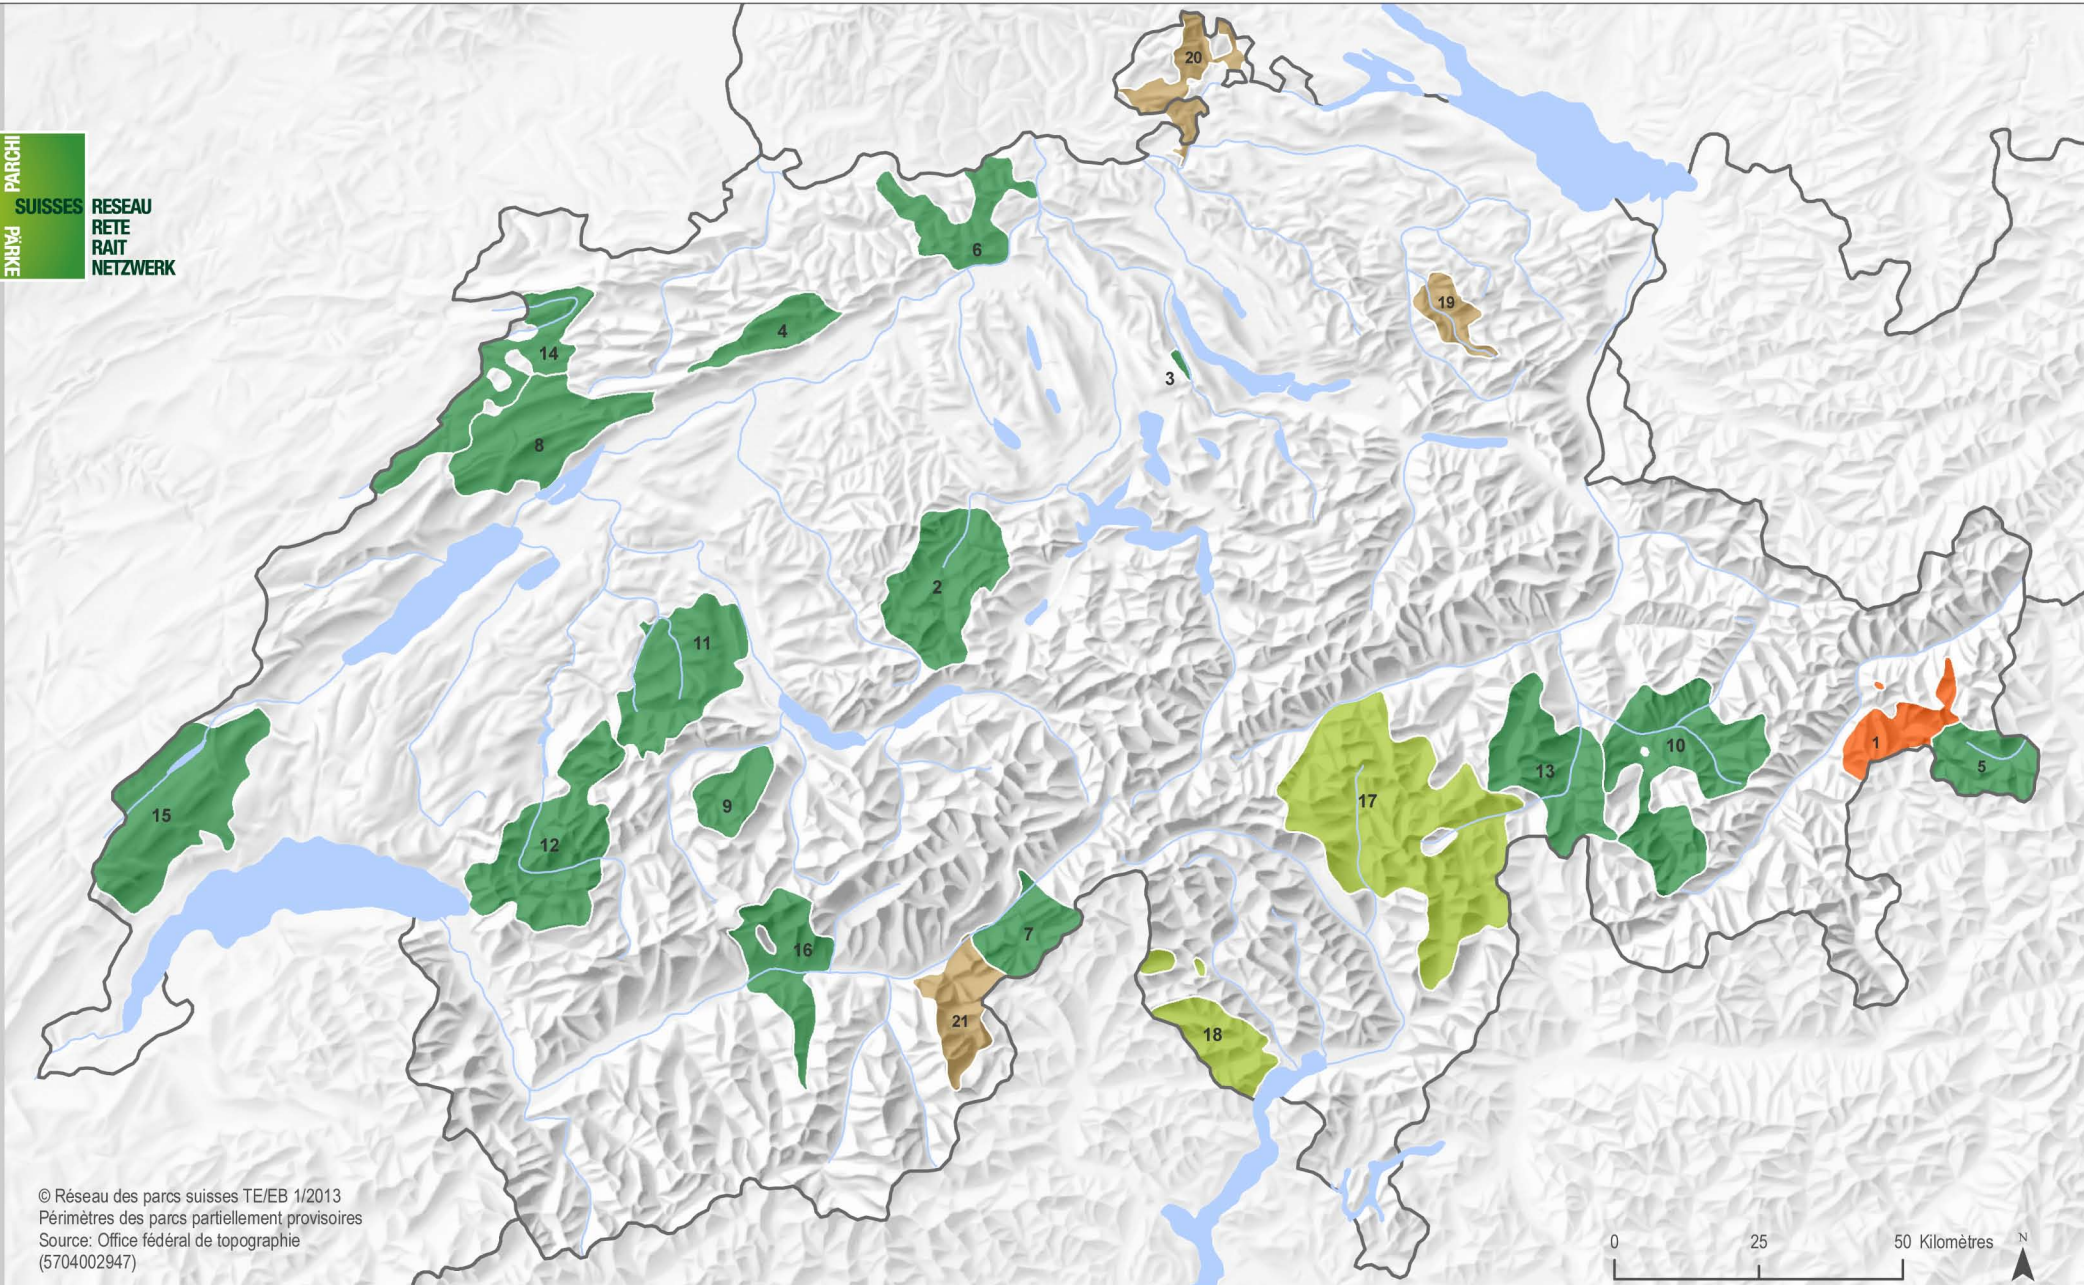 PARCHI
SUISSES
PÄRKE
RESEAU
RETE
RAIT
NETZWERK
20
6
19
4
14
3
8
2
11
1
10
5
13
17
9
15
12
7
16
21
18
© Réseau des parcs suisses TE/EB 1/2013
Périmètres des parcs partiellement provisoires
Source: Office fédéral de topographie
(5704002947)
0 25 50 Kilomètres
N